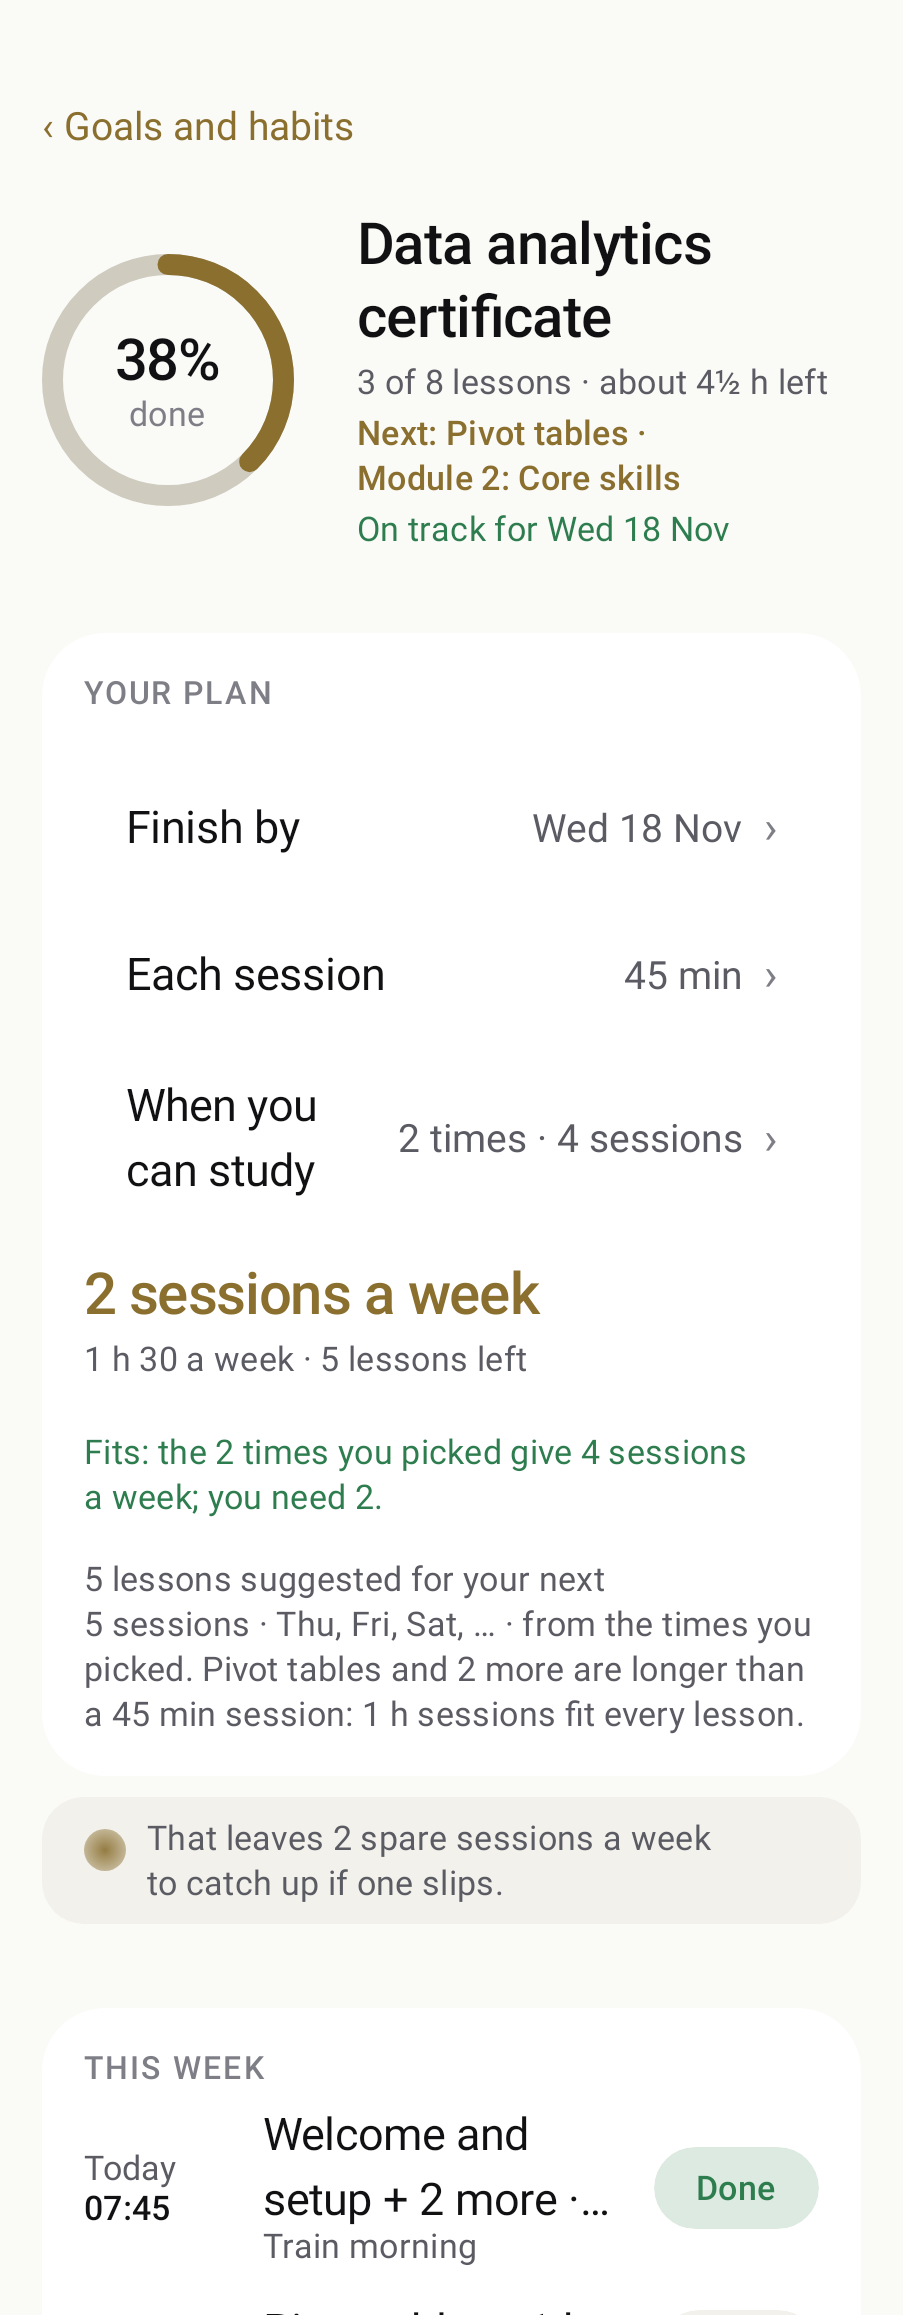 ‹ Goals and habits
38%
done
Data analytics
certificate
3 of 8 lessons · about 4½ h left
Next: Pivot tables ·
Module 2: Core skills
On track for Wed 18 Nov
YOUR PLAN
Finish by
Wed 18 Nov ›
Each session
45 min ›
When you
can study
2 times · 4 sessions ›
2 sessions a week
1 h 30 a week · 5 lessons left
Fits: the 2 times you picked give 4 sessions
a week; you need 2.
5 lessons suggested for your next
5 sessions · Thu, Fri, Sat, … · from the times you
picked. Pivot tables and 2 more are longer than
a 45 min session: 1 h sessions fit every lesson.
That leaves 2 spare sessions a week
to catch up if one slips.
THIS WEEK
Today
07:45
Welcome and
setup + 2 more ·…
Train morning
Done